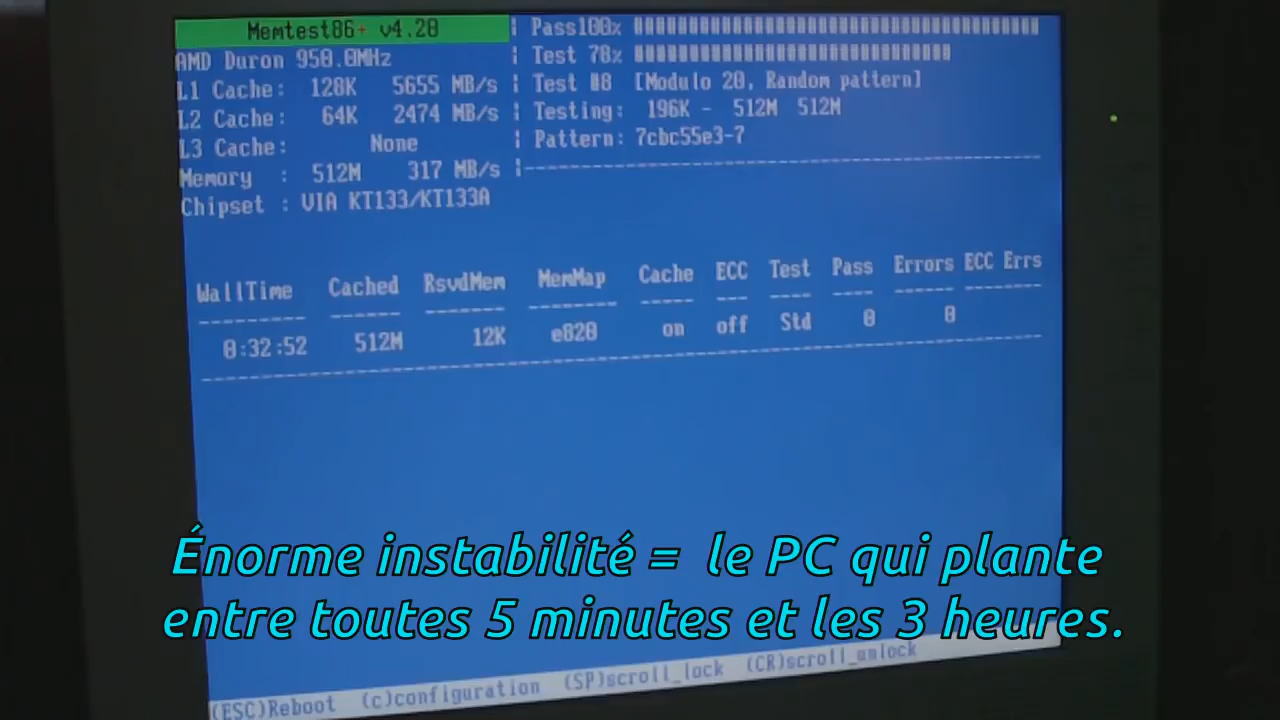 Memtest86+ v4.20 | Pass100%
AMD Duron 950.0MHz | Test 78%
L1 Cache: 128K 5655 MB/s | Test #8 [Modulo 20, Random pattern]
L2 Cache: 64K 2474 MB/s | Testing: 196K - 512M 512M
L3 Cache: None | Pattern: 7cbc55e3-7
Memory : 512M 317 MB/s |--------------------
Chipset : VIA KT133/KT133A
WallTime Cached RsvdMem MemMap Cache ECC Test Pass Errors ECC Errs
--------- ------ ------- -------- ----- --- ---- ---- ------ --------
0:32:52 512M 12K e820 on off Std 0 0
Énorme instabilité = le PC qui plante
entre toutes 5 minutes et les 3 heures.
(ESC)Reboot (c)configuration (SP)scroll_lock (CR)scroll_unlock